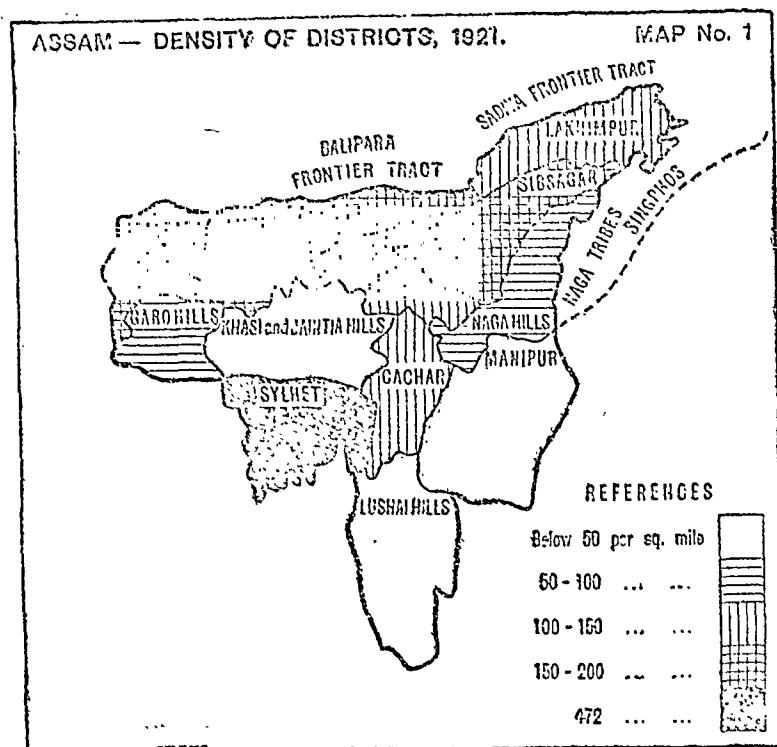 ASSAM — DENSITY OF DISTRICTS, 1921. MAP No. 1
SADIYA FRONTIER TRACT
LAKHIMPUR
BALIPARA
FRONTIER TRACT
SIBSAGAR
NAGA TRIBES
SINGPHOS
GARO HILLS
KHASI and JAINTIA HILLS
NAGA HILLS
MANIPUR
CACHAR
SYLHET
LUSHAI HILLS
REFERENCES
Below 50 per sq. mile
50 - 100 ... ...
100 - 150 ... ...
150 - 200 ... ...
472 ... ...